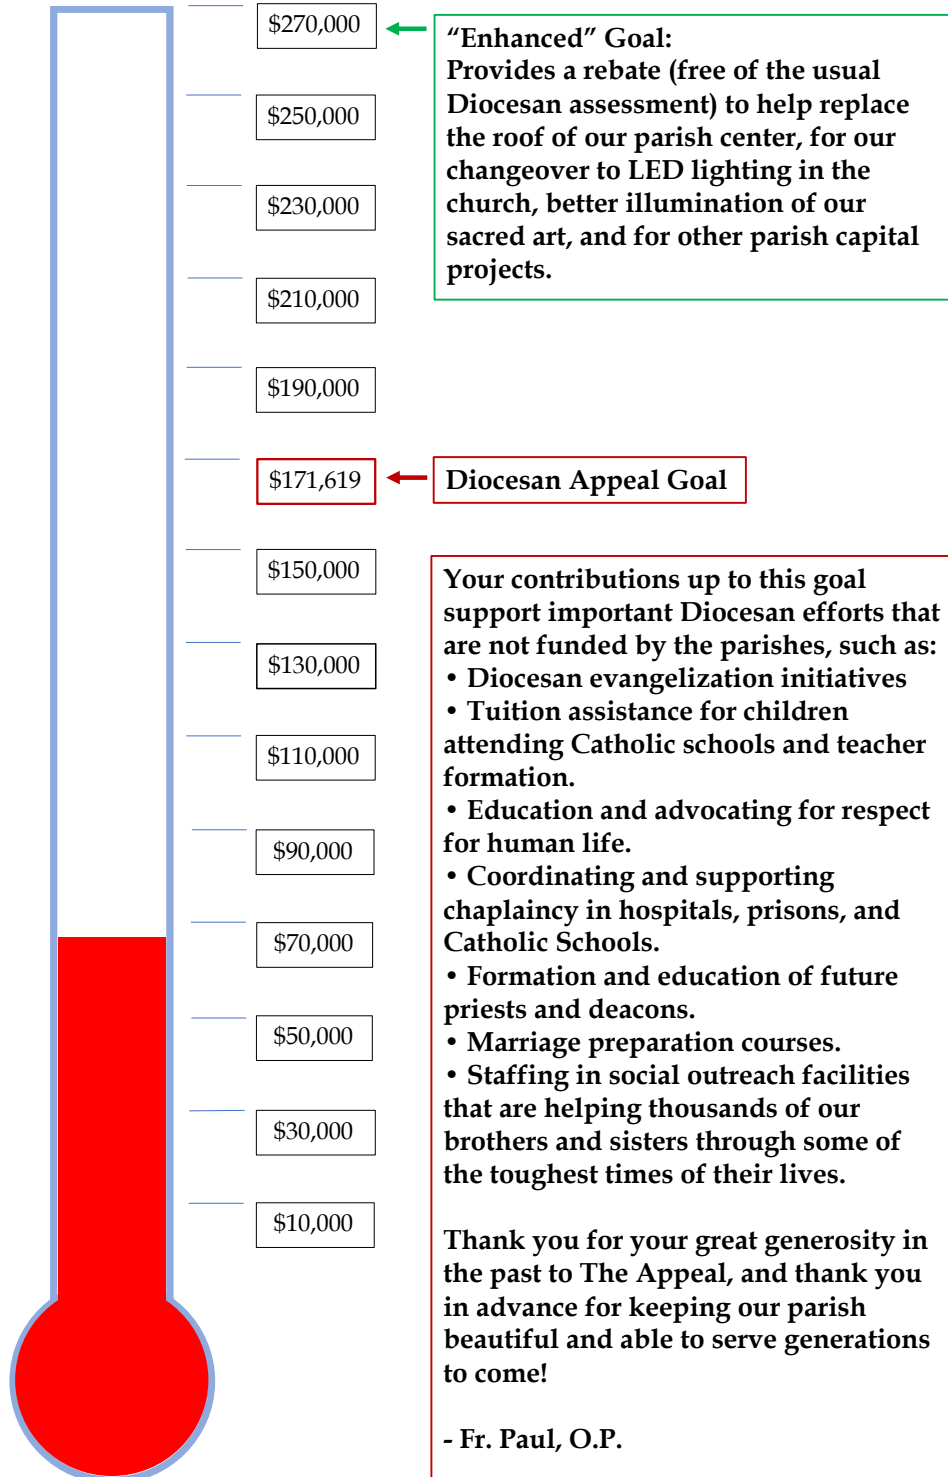 $270,000
“Enhanced” Goal:
Provides a rebate (free of the usual
Diocesan assessment) to help replace
the roof of our parish center, for our
changeover to LED lighting in the
church, better illumination of our
sacred art, and for other parish capital
projects.
$250,000
$230,000
$210,000
$190,000
$171,619
Diocesan Appeal Goal
$150,000
$130,000
$110,000
$90,000
$70,000
$50,000
$30,000
$10,000
Your contributions up to this goal
support important Diocesan efforts that
are not funded by the parishes, such as:
• Diocesan evangelization initiatives
• Tuition assistance for children
attending Catholic schools and teacher
formation.
• Education and advocating for respect
for human life.
• Coordinating and supporting
chaplaincy in hospitals, prisons, and
Catholic Schools.
• Formation and education of future
priests and deacons.
• Marriage preparation courses.
• Staffing in social outreach facilities
that are helping thousands of our
brothers and sisters through some of
the toughest times of their lives.
Thank you for your great generosity in
the past to The Appeal, and thank you
in advance for keeping our parish
beautiful and able to serve generations
to come!
- Fr. Paul, O.P.